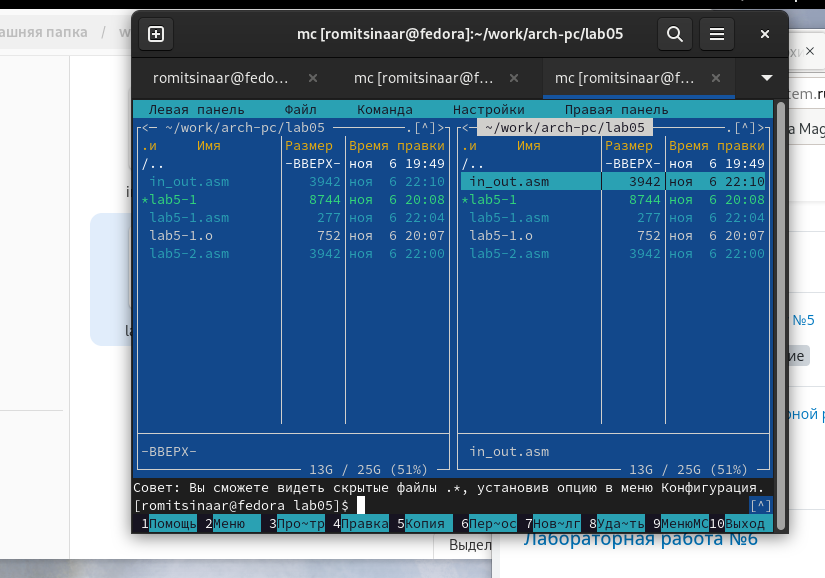 ашняя папка / w
mc [romitsinaar@fedora]:~/work/arch-pc/lab05
romitsinaar@fedo... mc [romitsinaar@f... mc [romitsinaar@f...
Левая панель Файл Команда Настройки Правая панель
<— ~/work/arch-pc/lab05 .[^]> <— ~/work/arch-pc/lab05 .[^]>
.и Имя Размер Время правки .и Имя Размер Время правки
/.. -ВВЕРХ- ноя 6 19:49 /.. -ВВЕРХ- ноя 6 19:49
in_out.asm 3942 ноя 6 22:10 in_out.asm 3942 ноя 6 22:10
*lab5-1 8744 ноя 6 20:08 *lab5-1 8744 ноя 6 20:08
lab5-1.asm 277 ноя 6 22:04 lab5-1.asm 277 ноя 6 22:04
lab5-1.o 752 ноя 6 20:07 lab5-1.o 752 ноя 6 20:07
lab5-2.asm 3942 ноя 6 22:00 lab5-2.asm 3942 ноя 6 22:00
-ВВЕРХ- in_out.asm
13G / 25G (51%) 13G / 25G (51%)
Совет: Вы сможете видеть скрытые файлы .*, установив опцию в меню Конфигурация.
[romitsinaar@fedora lab05]$ [^]
1Помощь 2Меню 3Про~тр 4Правка 5Копия 6Пер~ос 7Нов~лг 8Уда~ть 9МенюMC 10Выход
tem.r
а Mag
№5
ие
рной р
Выдел
Лабораторная работа №6